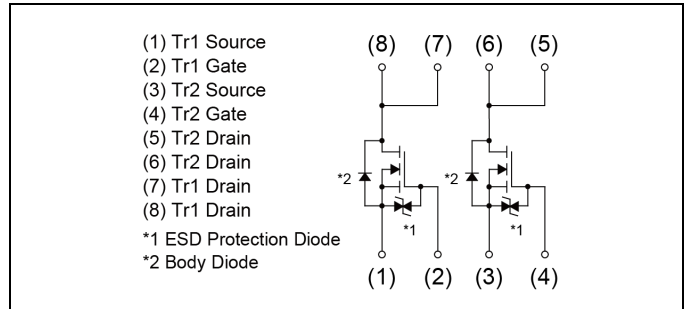 (1) Tr1 Source
(2) Tr1 Gate
(3) Tr2 Source
(4) Tr2 Gate
(5) Tr2 Drain
(6) Tr2 Drain
(7) Tr1 Drain
(8) Tr1 Drain
*1 ESD Protection Diode
*2 Body Diode
(8) (7) (6) (5)
*2 *2
*1 *1
(1) (2) (3) (4)